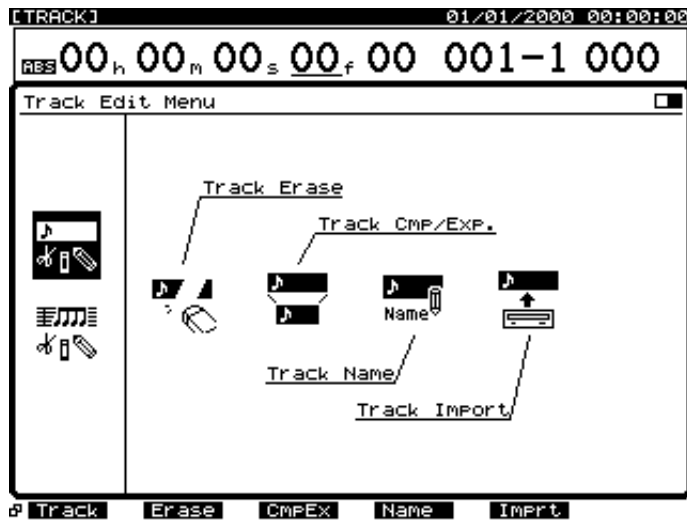 [TRACK] 01/01/2000 00:00:00
ABS 00h 00m 00s 00f 00 001-1 000
Track Edit Menu
Track Erase
Track Cmp/Exp.
Name
Track Name
Track Import
Track Erase CmpEx Name Imprt